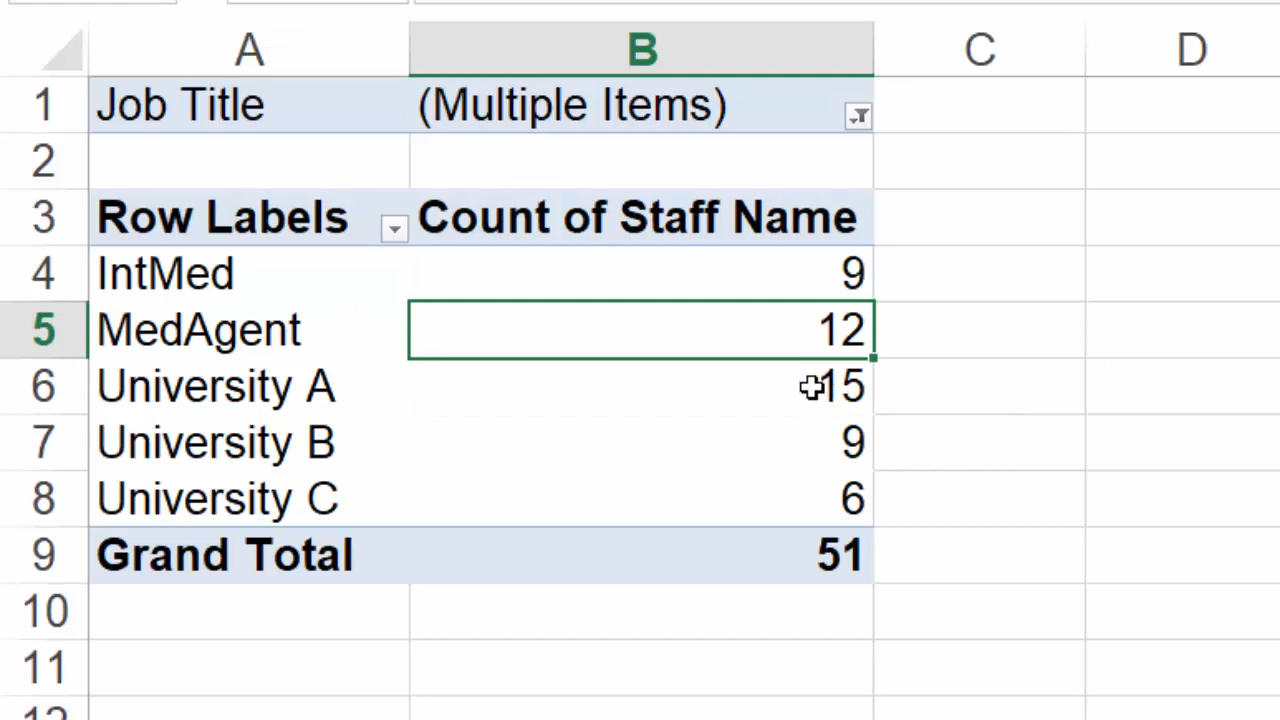 A B C D
1 Job Title (Multiple Items)
2
3 Row Labels Count of Staff Name
4 IntMed 9
5 MedAgent 12
6 University A 15
7 University B 9
8 University C 6
9 Grand Total 51
10
11
12